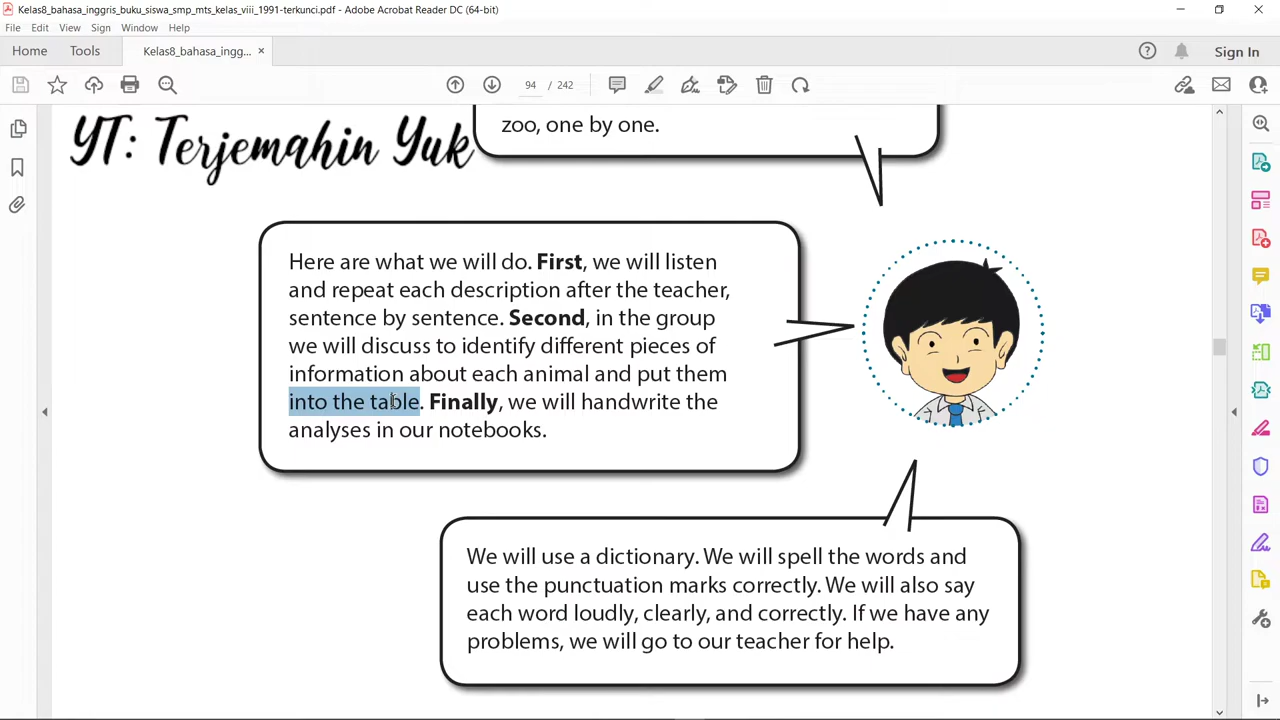 Kelas8_bahasa_inggris_buku_siswa_smp_mts_kelas_viii_1991-terkunci.pdf - Adobe Acrobat Reader DC (64-bit)
File Edit View Sign Window Help
Home Tools Kelas8_bahasa_ingg... × Sign In
94 / 242
YT: Terjemahin Yuk
zoo, one by one.
Here are what we will do. First, we will listen
and repeat each description after the teacher,
sentence by sentence. Second, in the group
we will discuss to identify different pieces of
information about each animal and put them
into the table. Finally, we will handwrite the
analyses in our notebooks.
We will use a dictionary. We will spell the words and
use the punctuation marks correctly. We will also say
each word loudly, clearly, and correctly. If we have any
problems, we will go to our teacher for help.